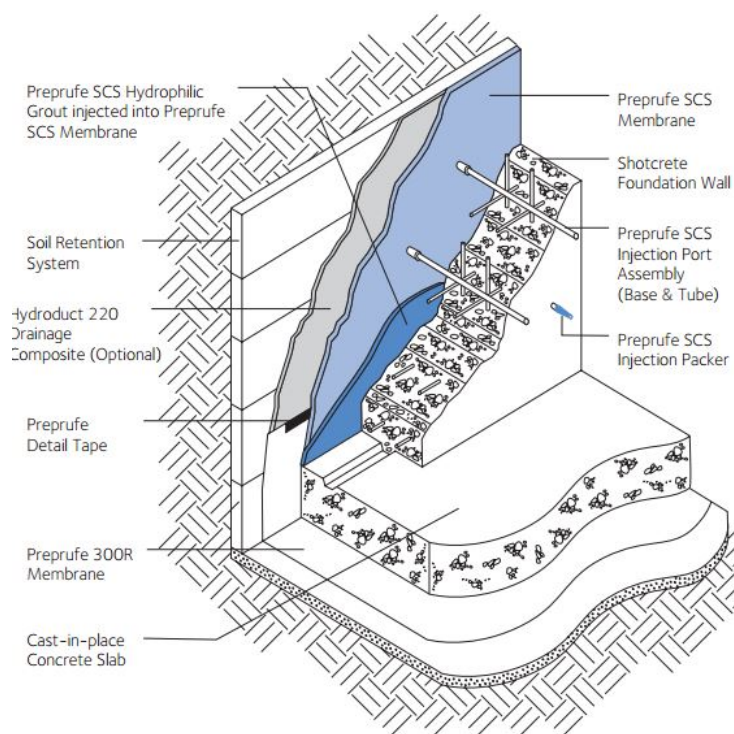 Preprufe SCS Hydrophilic
Grout injected into Preprufe
SCS Membrane
Soil Retention
System
Hydroduct 220
Drainage
Composite (Optional)
Preprufe
Detail Tape
Preprufe 300R
Membrane
Cast-in-place
Concrete Slab
Preprufe SCS
Membrane
Shotcrete
Foundation Wall
Preprufe SCS
Injection Port
Assembly
(Base & Tube)
Preprufe SCS
Injection Packer